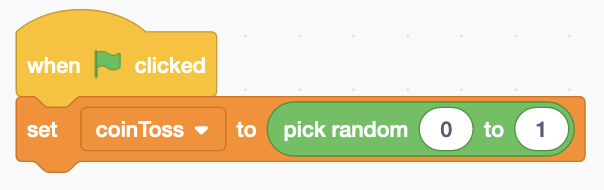 when clicked
set coinToss to pick random 0 to 1